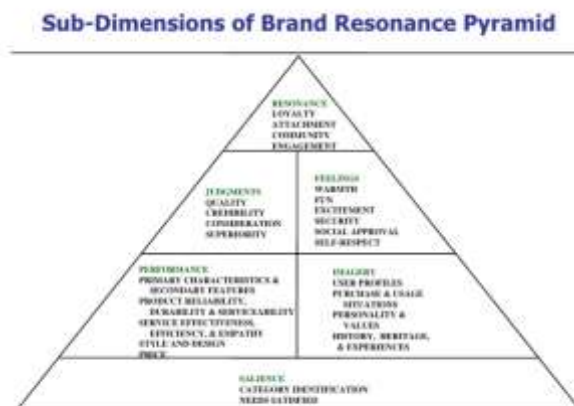 Sub-Dimensions of Brand Resonance Pyramid
RESONANCE
LOYALTY
ATTACHMENT
COMMUNITY
ENGAGEMENT
JUDGMENTS
QUALITY
CREDIBILITY
CONSIDERATION
SUPERIORITY
FEELINGS
WARMTH
FUN
EXCITEMENT
SECURITY
SOCIAL APPROVAL
SELF-RESPECT
PERFORMANCE
PRIMARY CHARACTERISTICS &
SECONDARY FEATURES
PRODUCT RELIABILITY,
DURABILITY & SERVICEABILITY
SERVICE EFFECTIVENESS,
EFFICIENCY, & EMPATHY
STYLE AND DESIGN
PRICE
IMAGERY
USER PROFILES
PURCHASE & USAGE
SITUATIONS
PERSONALITY &
VALUES
HISTORY, HERITAGE,
& EXPERIENCES
SALIENCE
CATEGORY IDENTIFICATION
NEEDS SATISFIED